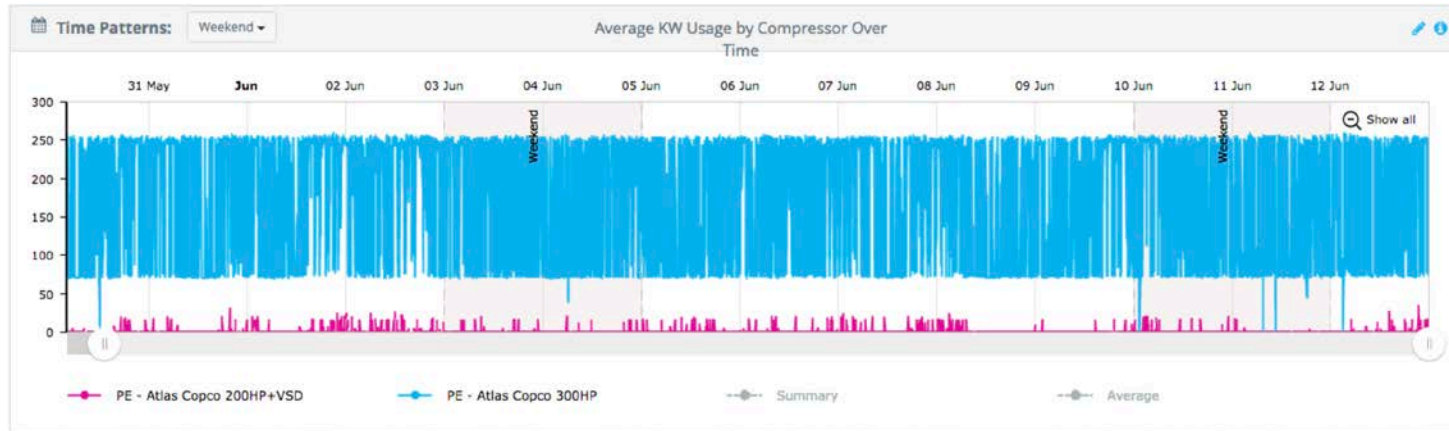 Time Patterns: Weekend
Average KW Usage by Compressor Over
Time
31 May Jun 02 Jun 03 Jun 04 Jun 05 Jun 06 Jun 07 Jun 08 Jun 09 Jun 10 Jun 11 Jun 12 Jun
300
250
200
150
100
50
0
Weekend
Weekend
Show all
PE - Atlas Copco 200HP+VSD PE - Atlas Copco 300HP Summary Average